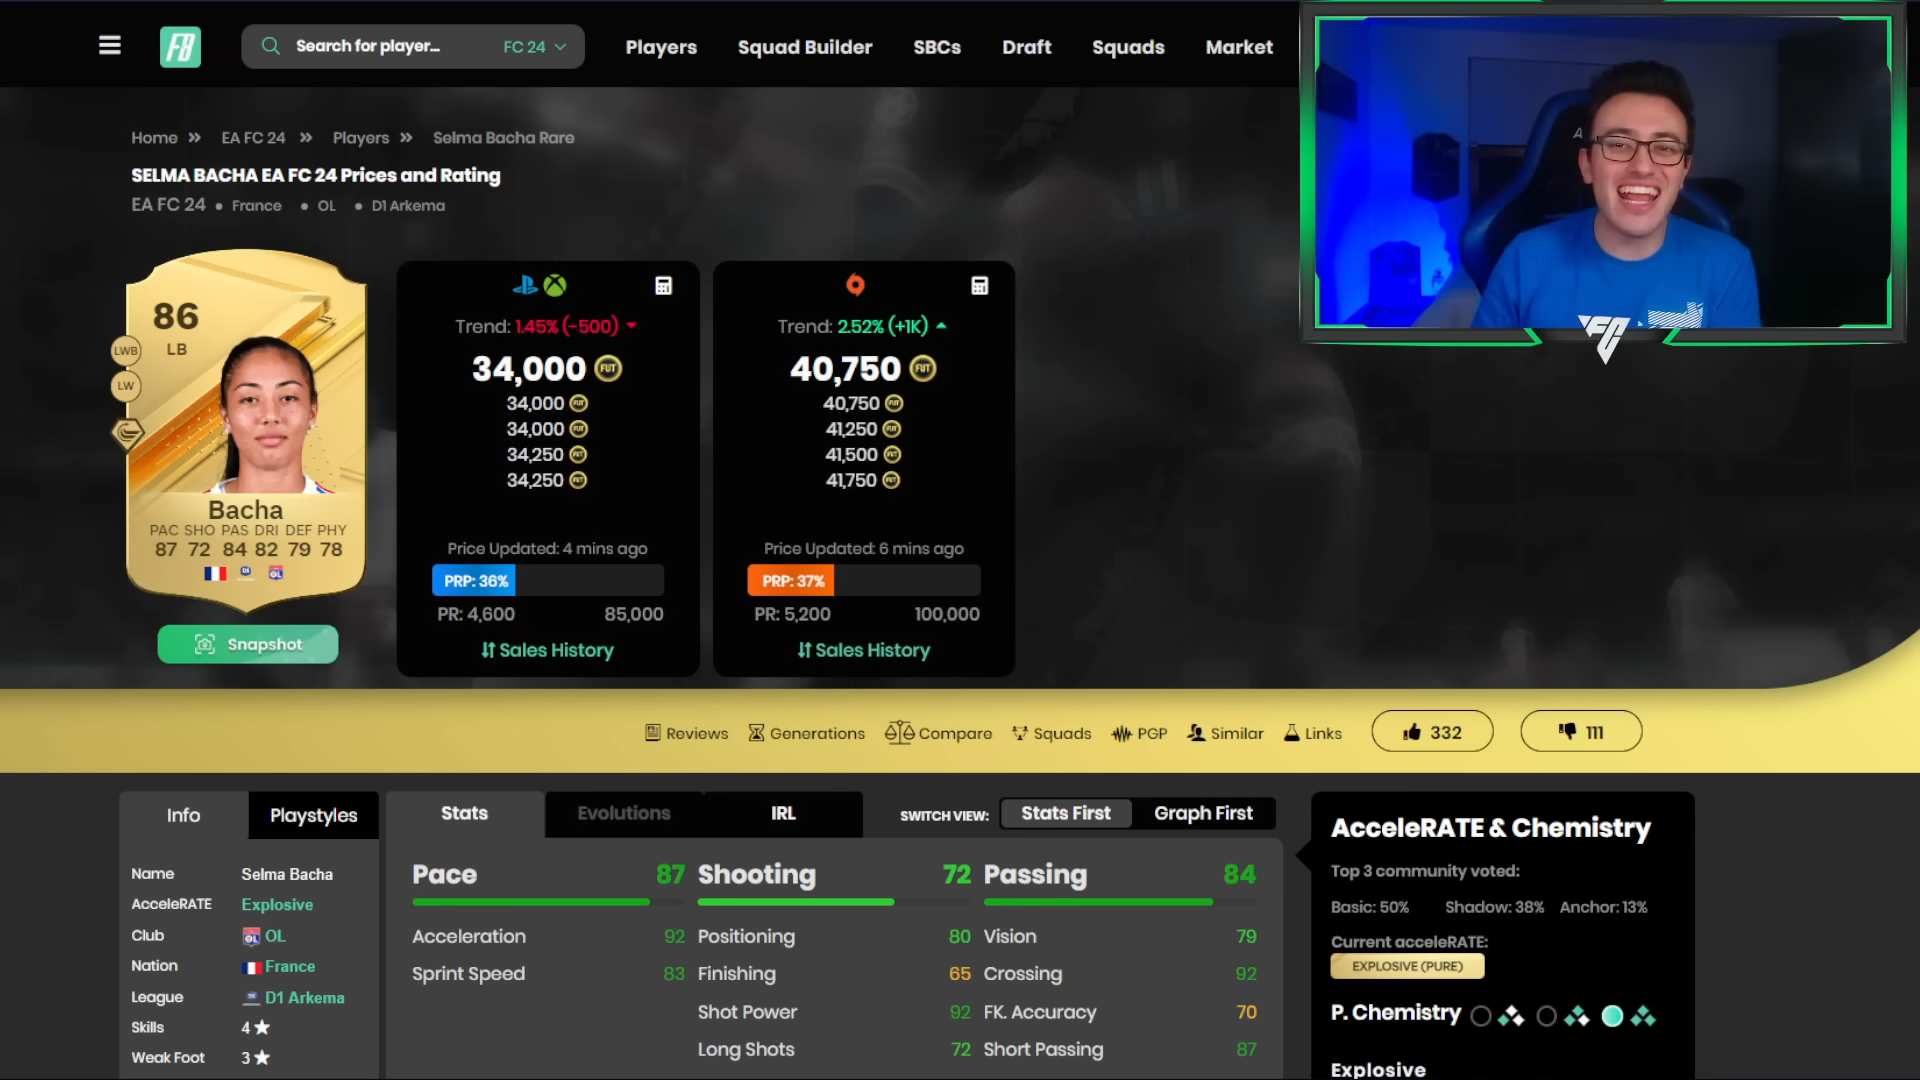 Search for player...
FC 24
Players
Squad Builder
SBCs
Draft
Squads
Market
Home » EA FC 24 » Players » Selma Bacha Rare
SELMA BACHA EA FC 24 Prices and Rating
EA FC 24 • France • OL • D1 Arkema
86
LB
LWB
LW
Bacha
PAC SHO PAS DRI DEF PHY
87 72 84 82 79 78
Snapshot
Trend: 1.45% (-500)
34,000
34,000
34,000
34,250
34,250
Price Updated: 4 mins ago
PRP: 36%
PR: 4,600
85,000
Sales History
Trend: 2.52% (+1K)
40,750
40,750
41,250
41,500
41,750
Price Updated: 6 mins ago
PRP: 37%
PR: 5,200
100,000
Sales History
Reviews
Generations
Compare
Squads
PGP
Similar
Links
332
111
Info
Playstyles
Name Selma Bacha
AcceleRATE Explosive
Club OL
Nation France
League D1 Arkema
Skills 4
Weak Foot 3
Stats
Evolutions
IRL
SWITCH VIEW:
Stats First
Graph First
Pace 87
Acceleration 92
Sprint Speed 83
Shooting 72
Positioning 80
Finishing 65
Shot Power 92
Long Shots 72
Passing 84
Vision 79
Crossing 92
FK. Accuracy 70
Short Passing 87
AcceleRATE & Chemistry
Top 3 community voted:
Basic: 50% Shadow: 38% Anchor: 13%
Current acceleRATE:
EXPLOSIVE (PURE)
P. Chemistry
Explosive